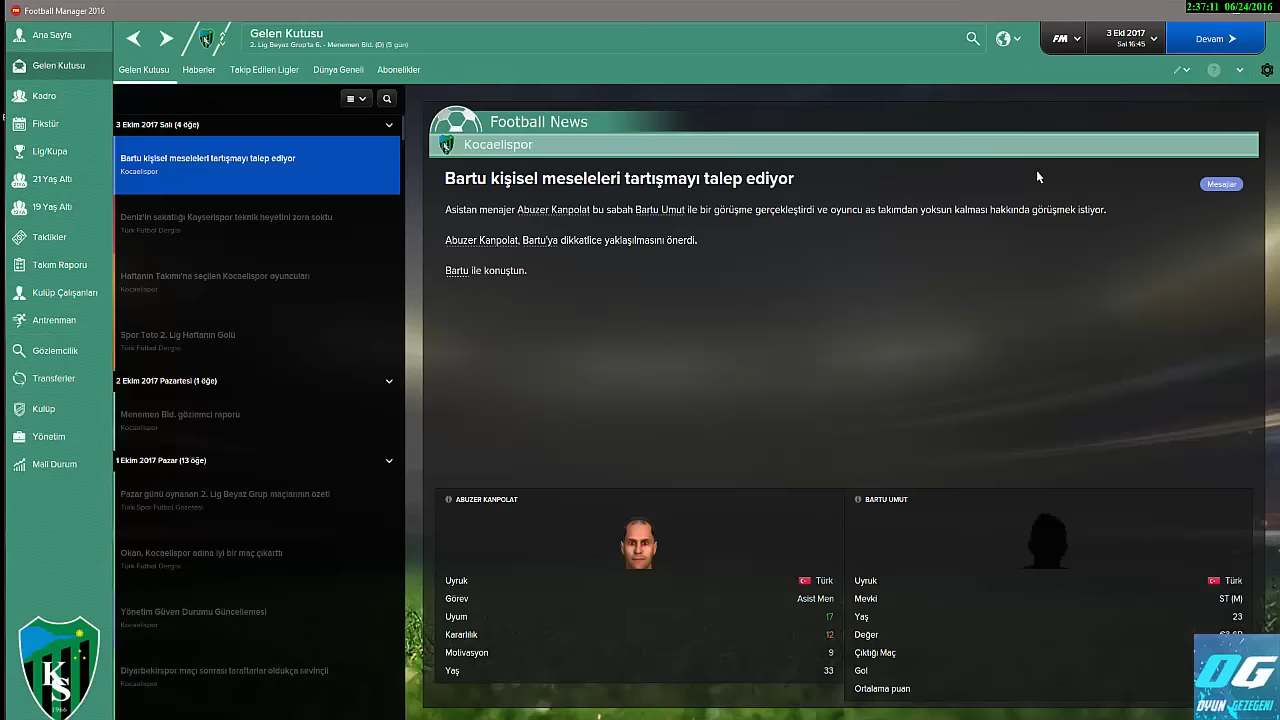 Football Manager 2016
2:37:11 06/24/2016
Ana Sayfa
Gelen Kutusu
2. Lig Beyaz Grup'ta 6. - Menemen Bld. (D) (5 gün)
FM
3 Eki 2017
Sal 16:45
Devam
Gelen Kutusu
Kadro
Fikstür
Lig/Kupa
21 Yaş Altı
19 Yaş Altı
Taktikler
Takım Raporu
Kulüp Çalışanları
Antrenman
Gözlemcilik
Transferler
Kulüp
Yönetim
Mali Durum
Gelen Kutusu Haberler Takip Edilen Ligler Dünya Geneli Abonelikler
3 Ekim 2017 Salı (4 öğe)
Bartu kişisel meseleleri tartışmayı talep ediyor
Kocaelispor
Deniz'in sakatlığı Kayserispor teknik heyetini zora soktu
Türk Futbol Dergisi
Haftanın Takımı'na seçilen Kocaelispor oyuncuları
Kocaelispor
Spor Toto 2. Lig Haftanın Golü
Türk Futbol Dergisi
2 Ekim 2017 Pazartesi (1 öğe)
Menemen Bld. gözlemci raporu
Kocaelispor
1 Ekim 2017 Pazar (13 öğe)
Pazar günü oynanan 2. Lig Beyaz Grup maçlarının özeti
Türk Spor Futbol Gazetesi
Okan, Kocaelispor adına iyi bir maç çıkarttı
Türk Futbol Dergisi
Yönetim Güven Durumu Güncellemesi
Kocaelispor
Diyarbekirspor maçı sonrası taraftarlar oldukça sevinçli
Kocaelispor
Football News
Kocaelispor
Bartu kişisel meseleleri tartışmayı talep ediyor
Mesajlar
Asistan menajer Abuzer Kanpolat bu sabah Bartu Umut ile bir görüşme gerçekleştirdi ve oyuncu as takımdan yoksun kalması hakkında görüşmek istiyor.
Abuzer Kanpolat, Bartu'ya dikkatlice yaklaşılmasını önerdi.
Bartu ile konuştun.
ABUZER KANPOLAT
Uyruk Türk
Görev Asist Men
Uyum 17
Kararlılık 12
Motivasyon 9
Yaş 33
BARTU UMUT
Uyruk Türk
Mevki ST (M)
Yaş 23
Değer
Çıktığı Maç
Gol
Ortalama puan
KS
1966
OG
OYUN GEZEGENİ